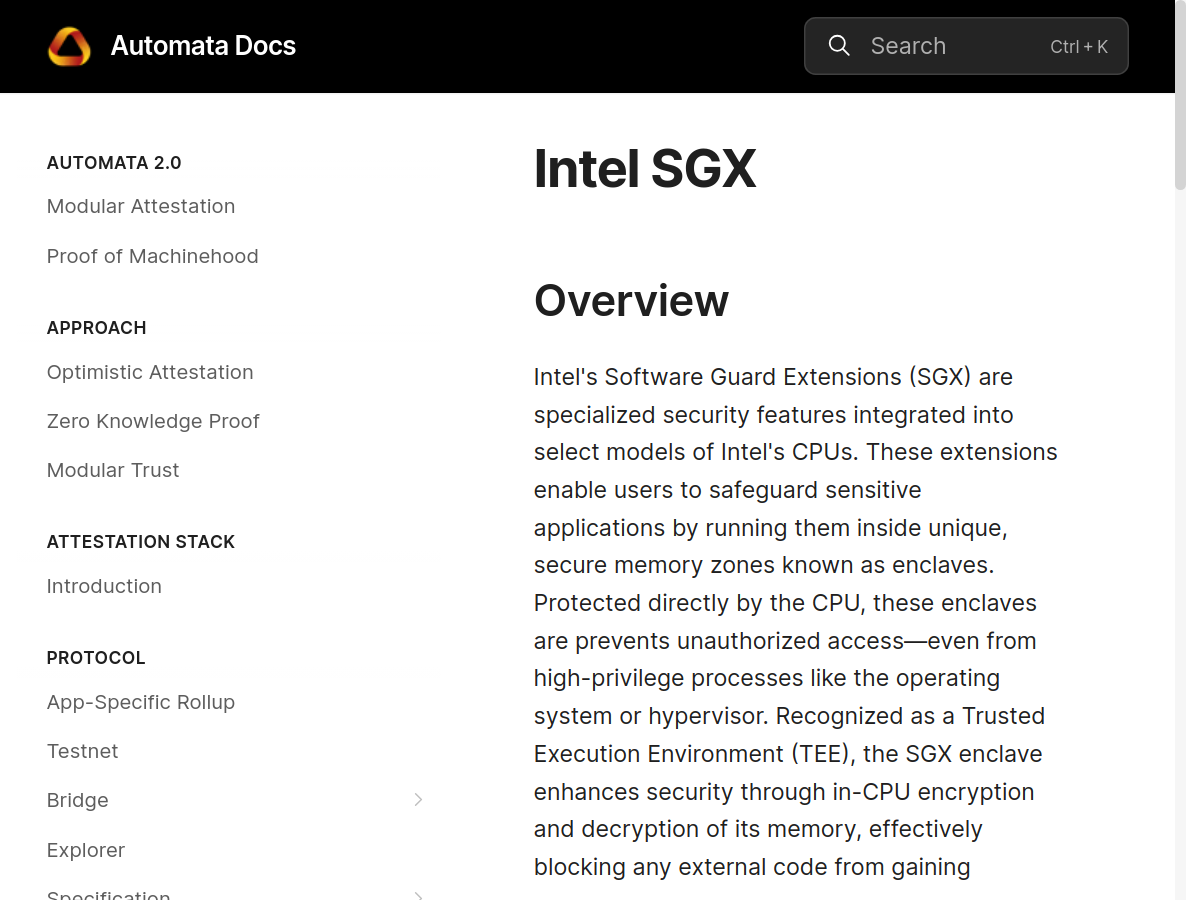 Automata Docs
Search
Ctrl + K
AUTOMATA 2.0
Modular Attestation
Proof of Machinehood
APPROACH
Optimistic Attestation
Zero Knowledge Proof
Modular Trust
ATTESTATION STACK
Introduction
PROTOCOL
App-Specific Rollup
Testnet
Bridge
Explorer
Specification
Intel SGX
Overview
Intel's Software Guard Extensions (SGX) are
specialized security features integrated into
select models of Intel's CPUs. These extensions
enable users to safeguard sensitive
applications by running them inside unique,
secure memory zones known as enclaves.
Protected directly by the CPU, these enclaves
are prevents unauthorized access—even from
high-privilege processes like the operating
system or hypervisor. Recognized as a Trusted
Execution Environment (TEE), the SGX enclave
enhances security through in-CPU encryption
and decryption of its memory, effectively
blocking any external code from gaining